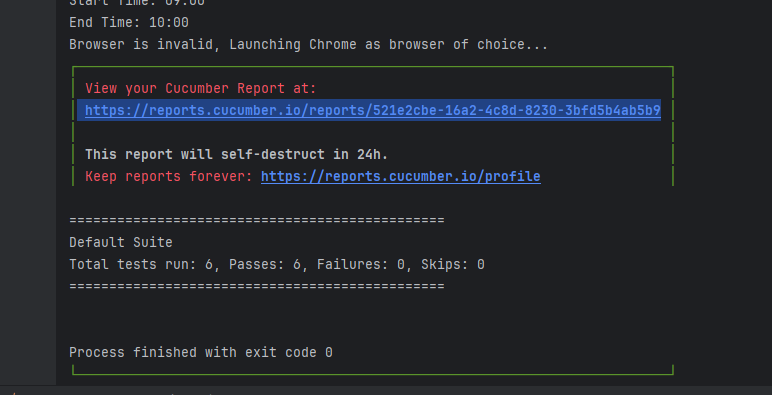 Start Time: 09:00
End Time: 10:00
Browser is invalid, Launching Chrome as browser of choice...
View your Cucumber Report at:
https://reports.cucumber.io/reports/521e2cbe-16a2-4c8d-8230-3bfd5b4ab5b9
This report will self-destruct in 24h.
Keep reports forever: https://reports.cucumber.io/profile
===============================================
Default Suite
Total tests run: 6, Passes: 6, Failures: 0, Skips: 0
===============================================
Process finished with exit code 0